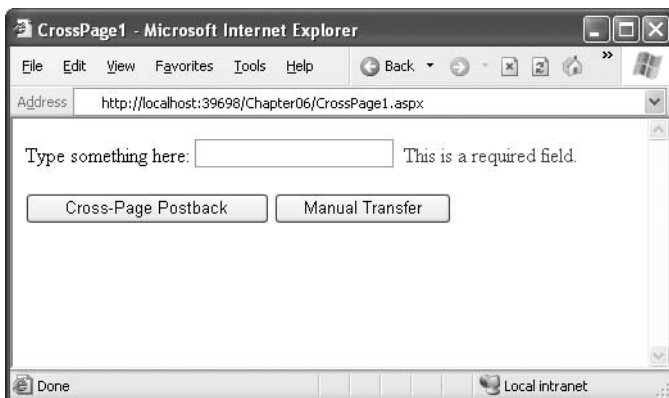 CrossPage1 - Microsoft Internet Explorer
File Edit View Favorites Tools Help Back »
Address http://localhost:39698/Chapter06/CrossPage1.aspx
Type something here: This is a required field.
Cross-Page Postback Manual Transfer
Done Local intranet